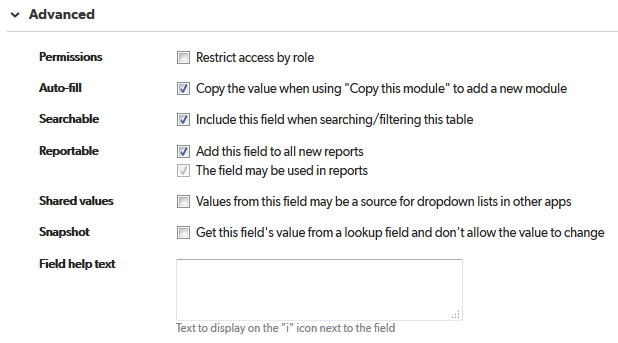 Advanced
Permissions Restrict access by role
Auto-fill Copy the value when using "Copy this module" to add a new module
Searchable Include this field when searching/filtering this table
Reportable Add this field to all new reports
The field may be used in reports
Shared values Values from this field may be a source for dropdown lists in other apps
Snapshot Get this field's value from a lookup field and don't allow the value to change
Field help text
Text to display on the "i" icon next to the field